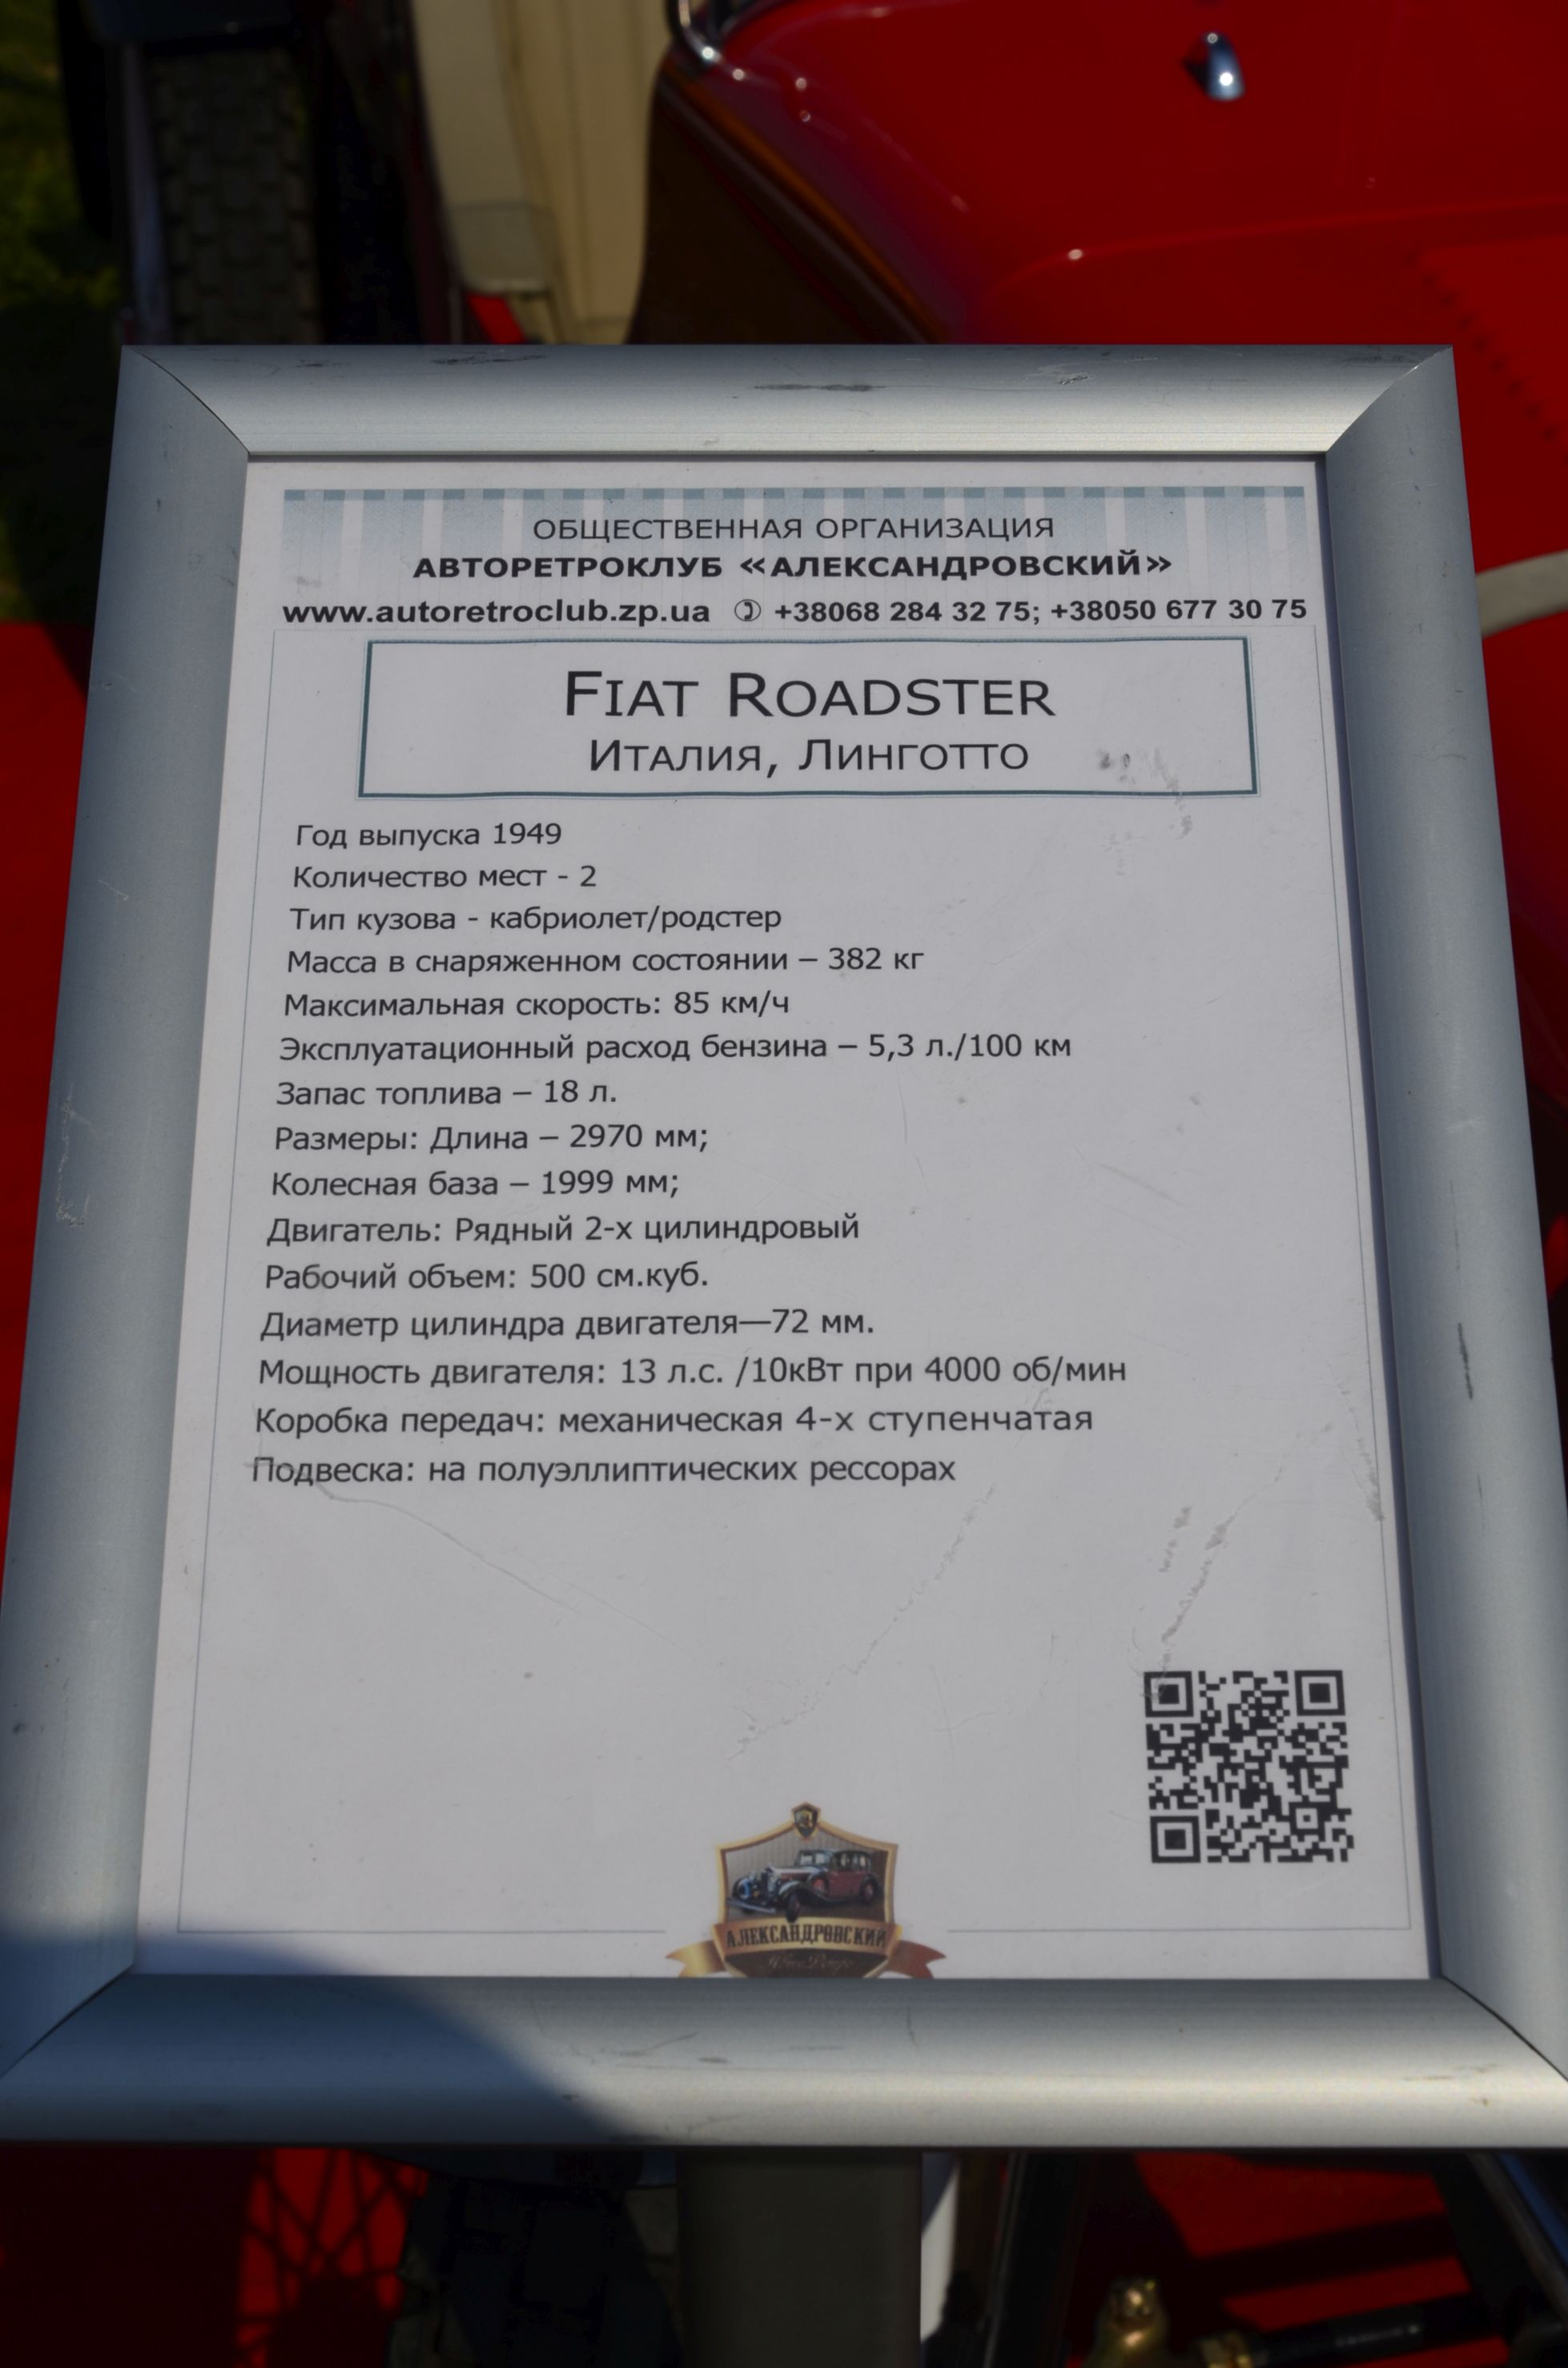 ОБЩЕСТВЕННАЯ ОРГАНИЗАЦИЯ
АВТОРЕТРОКЛУБ «АЛЕКСАНДРОВСКИЙ»
www.autoretroclub.zp.ua ✆ +38068 284 32 75; +38050 677 30 75
FIAT ROADSTER
ИТАЛИЯ, ЛИНГОТТО
Год выпуска 1949
Количество мест - 2
Тип кузова - кабриолет/родстер
Масса в снаряженном состоянии – 382 кг
Максимальная скорость: 85 км/ч
Эксплуатационный расход бензина – 5,3 л./100 км
Запас топлива – 18 л.
Размеры: Длина – 2970 мм;
Колесная база – 1999 мм;
Двигатель: Рядный 2-х цилиндровый
Рабочий объем: 500 см.куб.
Диаметр цилиндра двигателя—72 мм.
Мощность двигателя: 13 л.с. /10кВт при 4000 об/мин
Коробка передач: механическая 4-х ступенчатая
Подвеска: на полуэллиптических рессорах
АЛЕКСАНДРОВСКИЙ